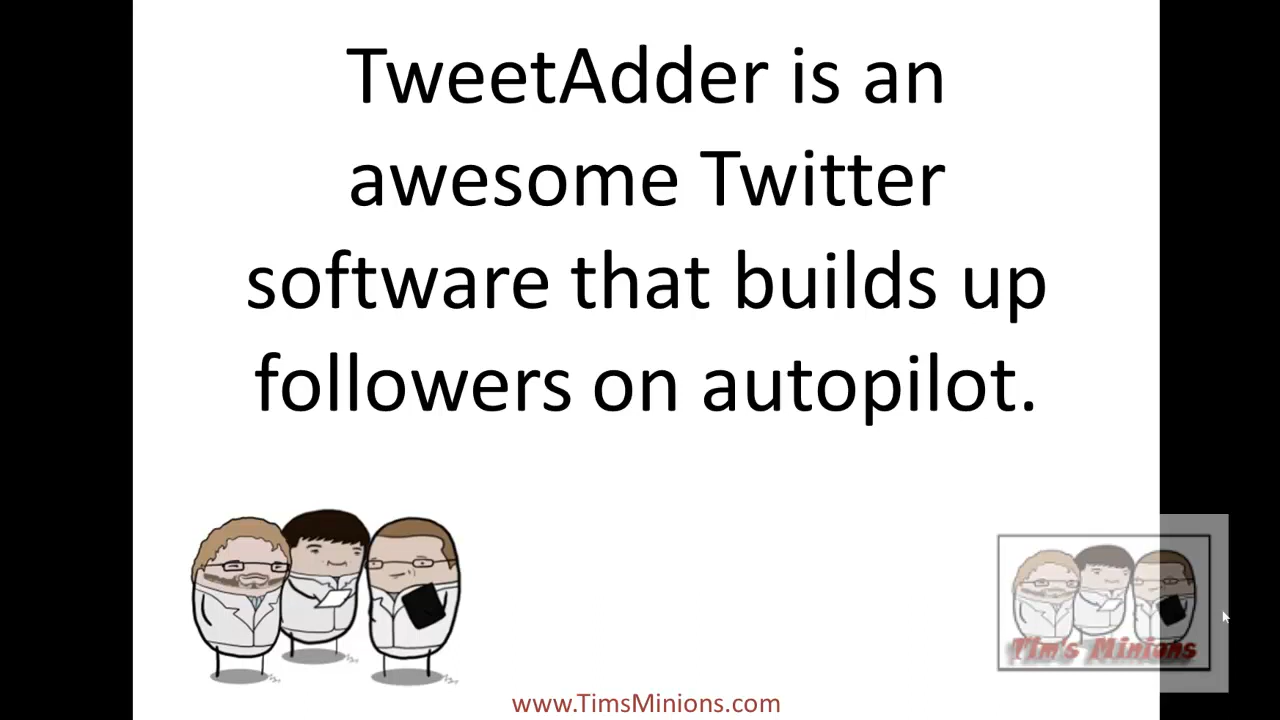 TweetAdder is an
awesome Twitter
software that builds up
followers on autopilot.
Tim's Minions
www.TimsMinions.com